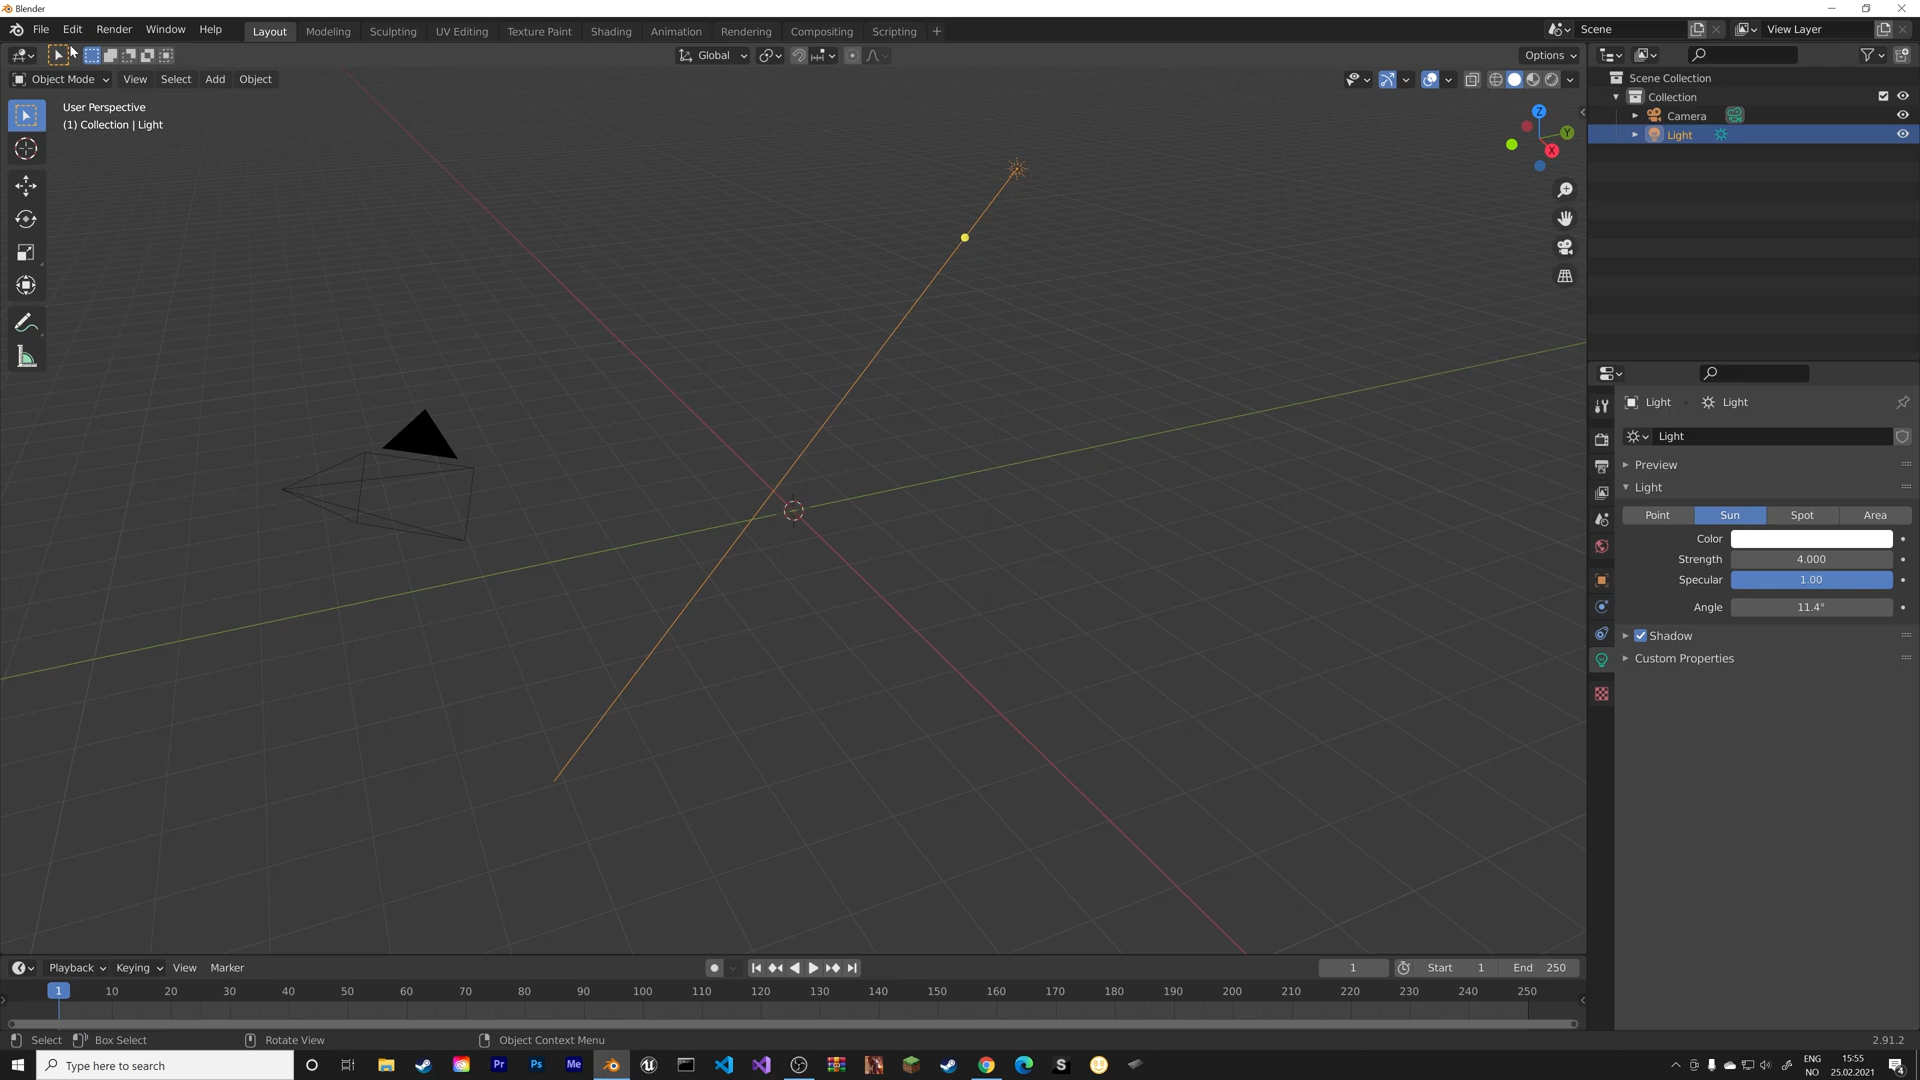 Blender
File Edit Render Window Help Layout Modeling Sculpting UV Editing Texture Paint Shading Animation Rendering Compositing Scripting + Scene View Layer
Global Options
Object Mode View Select Add Object
User Perspective
(1) Collection | Light
Z
Y
X
Scene Collection
Collection
Camera
Light
Light Light
Light
Preview
Light
Point Sun Spot Area
Color
Strength 4.000
Specular 1.00
Angle 11.4°
Shadow
Custom Properties
Playback Keying View Marker 1 Start 1 End 250
1 10 20 30 40 50 60 70 80 90 100 110 120 130 140 150 160 170 180 190 200 210 220 230 240 250
Select Box Select Rotate View Object Context Menu 2.91.2
Type here to search Pr Ps Me S ENG 15:55
NO 25.02.2021 4